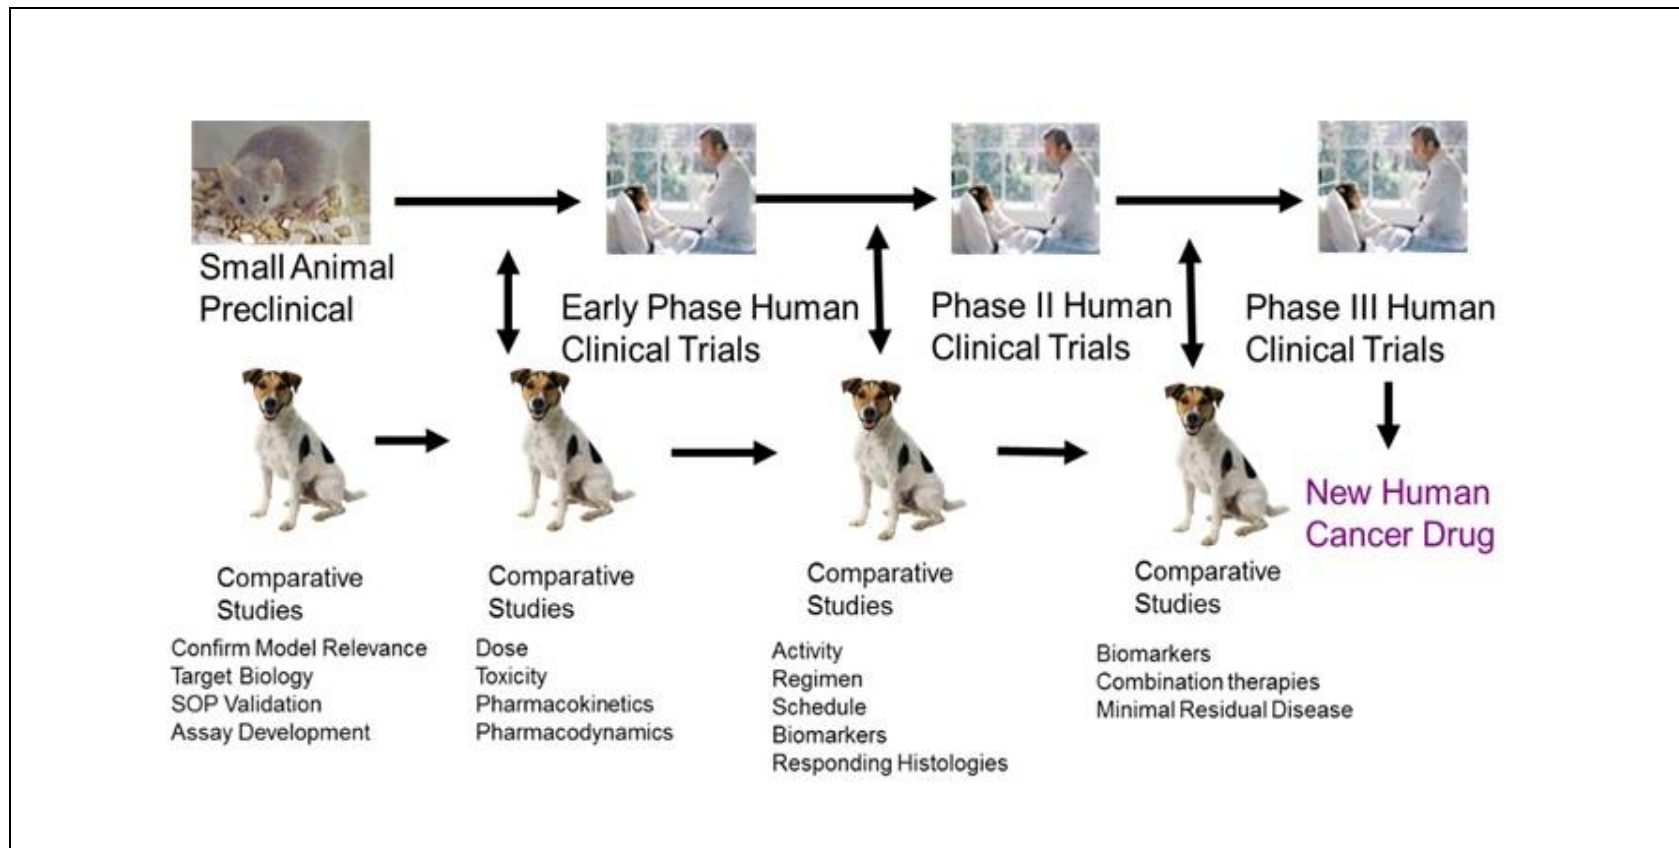 Small Animal
Preclinical
Early Phase Human
Clinical Trials
Phase II Human
Clinical Trials
Phase III Human
Clinical Trials
New Human
Cancer Drug
Comparative
Studies
Confirm Model Relevance
Target Biology
SOP Validation
Assay Development
Comparative
Studies
Dose
Toxicity
Pharmacokinetics
Pharmacodynamics
Comparative
Studies
Activity
Regimen
Schedule
Biomarkers
Responding Histologies
Comparative
Studies
Biomarkers
Combination therapies
Minimal Residual Disease